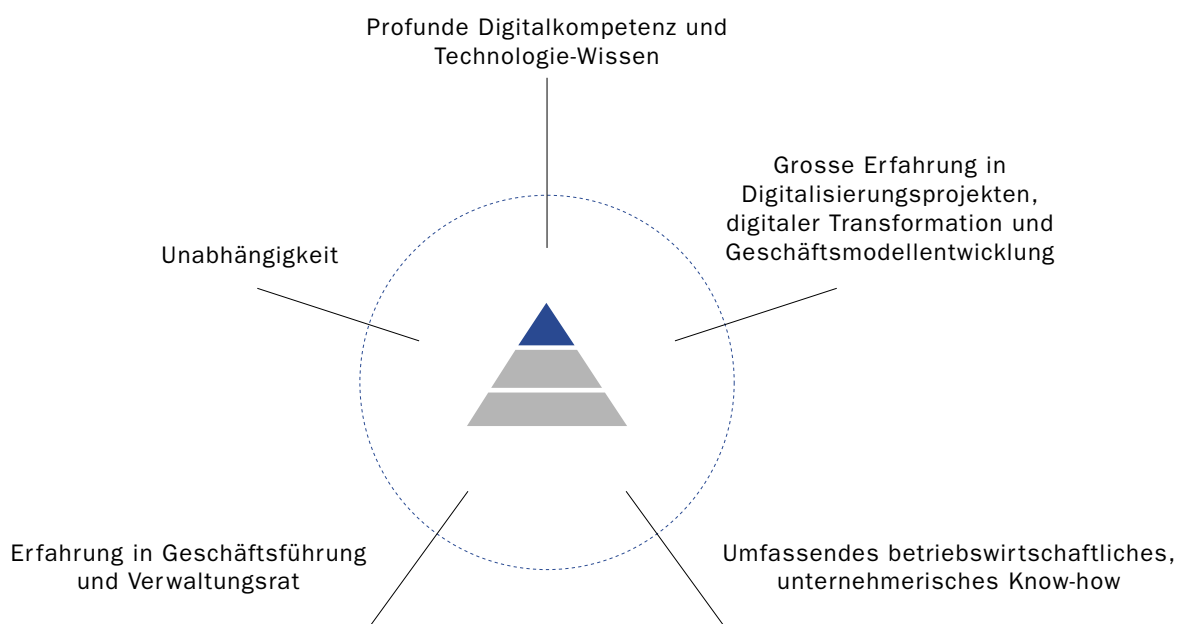 Profunde Digitalkompetenz und
Technologie-Wissen
Grosse Erfahrung in
Digitalisierungsprojekten,
digitaler Transformation und
Geschäftsmodellentwicklung
Unabhängigkeit
Erfahrung in Geschäftsführung
und Verwaltungsrat
Umfassendes betriebswirtschaftliches,
unternehmerisches Know-how